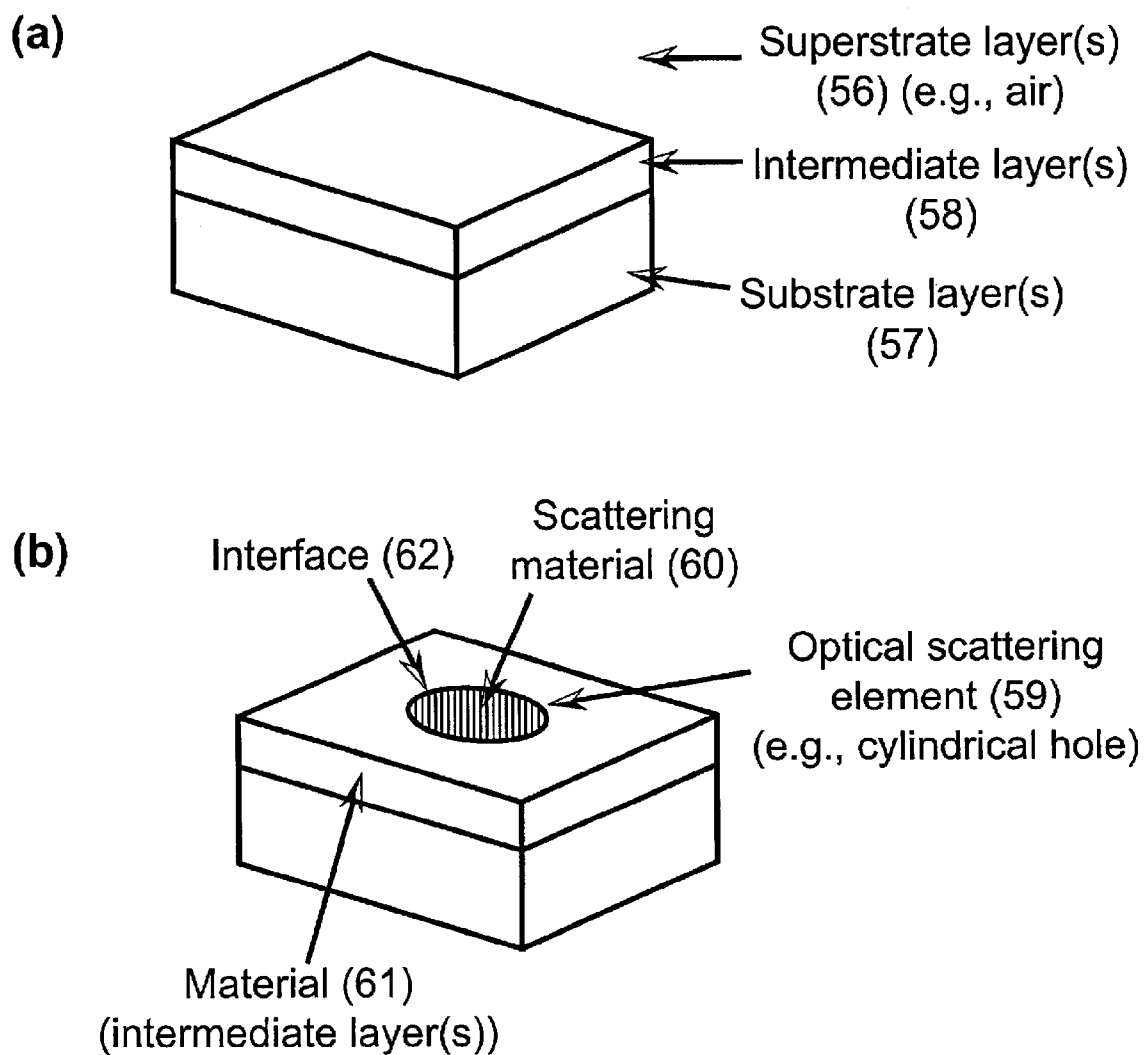 (a)
Superstrate layer(s)
(56) (e.g., air)
Intermediate layer(s)
(58)
Substrate layer(s)
(57)
(b)
Interface (62)
Scattering
material (60)
Optical scattering
element (59)
(e.g., cylindrical hole)
Material (61)
(intermediate layer(s))